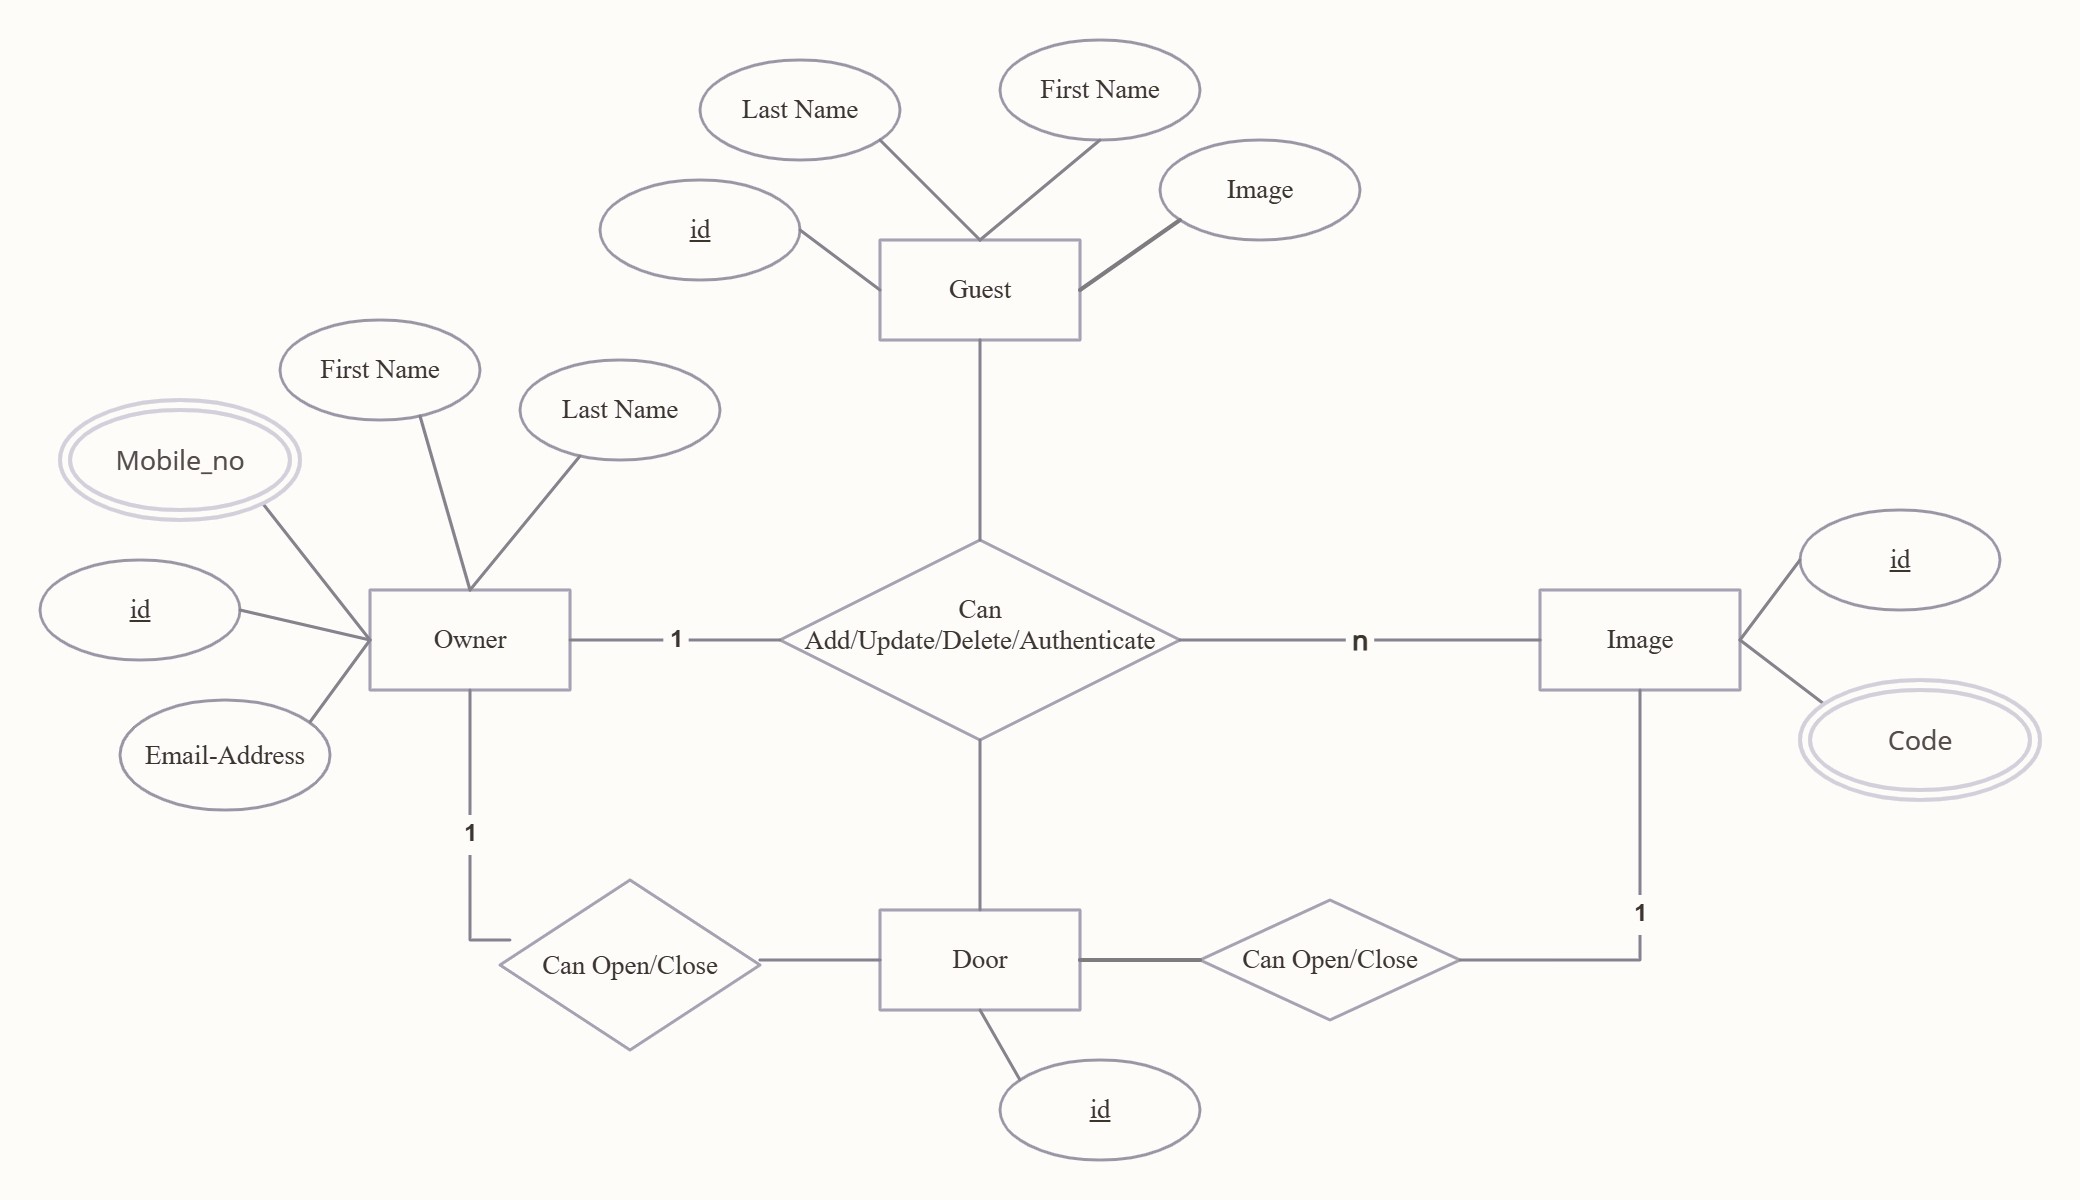 First Name
Last Name
Image
id
Guest
First Name
Last Name
Mobile_no
id
Owner
Email-Address
1
Can
Add/Update/Delete/Authenticate
n
Image
id
Code
1
1
Can Open/Close
Door
Can Open/Close
id